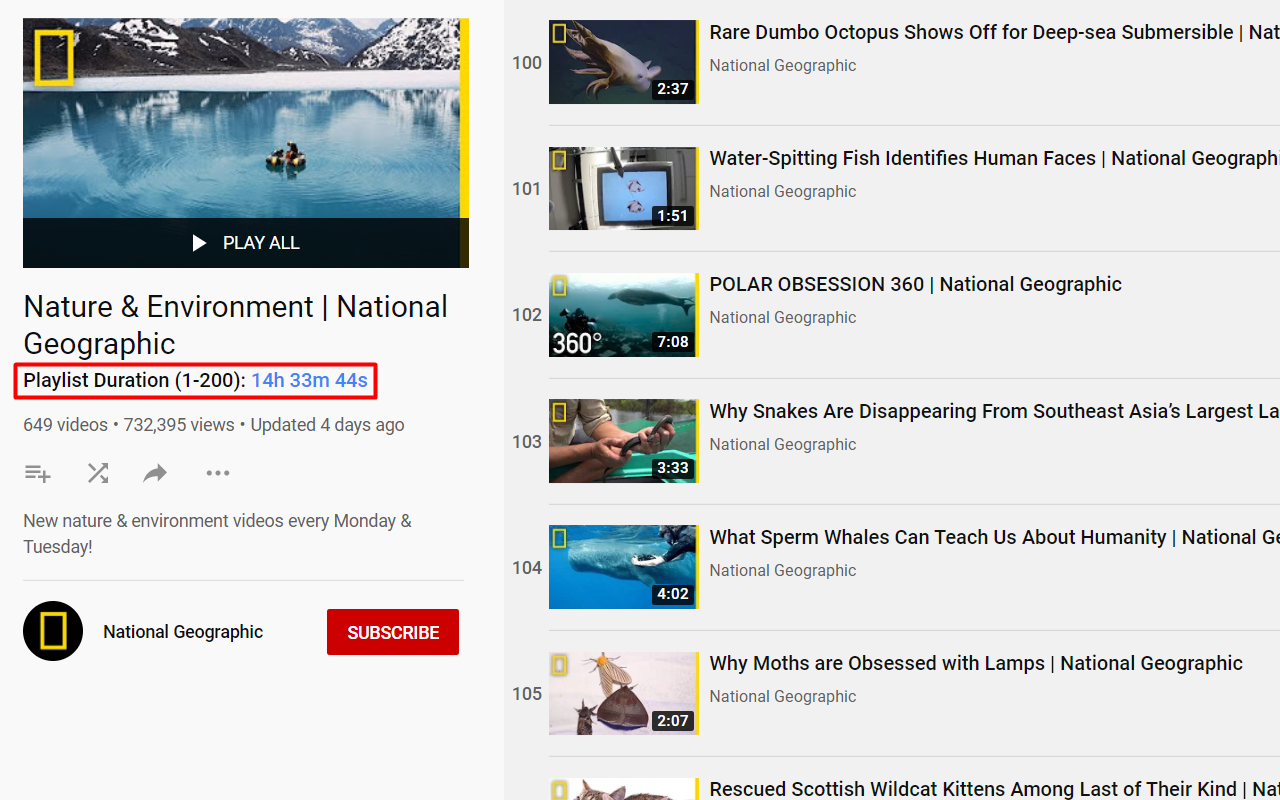 PLAY ALL
Nature & Environment | National
Geographic
Playlist Duration (1-200): 14h 33m 44s
649 videos • 732,395 views • Updated 4 days ago
New nature & environment videos every Monday &
Tuesday!
National Geographic
SUBSCRIBE
100
2:37
Rare Dumbo Octopus Shows Off for Deep-sea Submersible | Nat
National Geographic
101
1:51
Water-Spitting Fish Identifies Human Faces | National Geographi
National Geographic
102
360°
7:08
POLAR OBSESSION 360 | National Geographic
National Geographic
103
3:33
Why Snakes Are Disappearing From Southeast Asia’s Largest La
National Geographic
104
4:02
What Sperm Whales Can Teach Us About Humanity | National Ge
National Geographic
105
2:07
Why Moths are Obsessed with Lamps | National Geographic
National Geographic
Rescued Scottish Wildcat Kittens Among Last of Their Kind | Nat